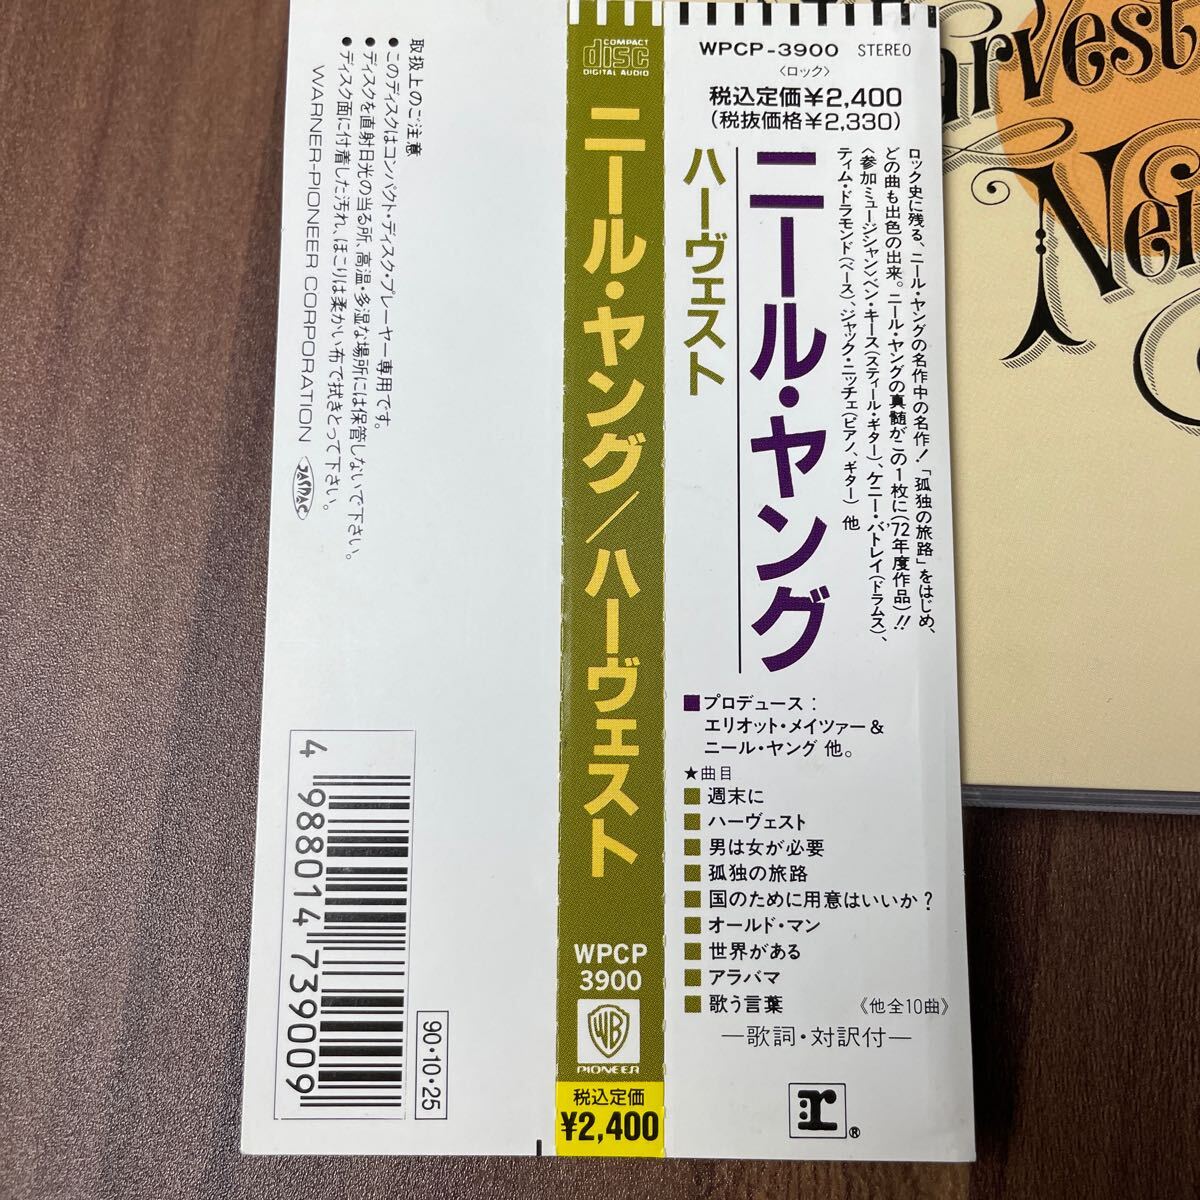 取扱上のご注意
●このディスクはコンパクト・ディスク・プレーヤー専用です。
●ディスクを直射日光の当る所、高温・多湿な場所には保管しないで下さい。
●ディスク面に付着した汚れ、ほこりは柔かい布で拭きとって下さい。
WARNER-PIONEER CORPORATION
JASRAC
4 988014 739009
90・10・25
COMPACT
disc
DIGITAL AUDIO
ニール・ヤング/ハーヴェスト
WPCP
3900
WB
PIONEER
税込定価
¥2,400
WPCP-3900 STEREO
〈ロック〉
税込定価¥2,400
(税抜価格¥2,330)
ロック史に残る、ニール・ヤングの名作中の名作!「孤独の旅路」をはじめ、
どの曲も出色の出来。ニール・ヤングの真髄がこの1枚に('72年度作品)!!
〈参加ミュージシャン〉ベン・キース(スティール・ギター)、ケニー・バトレイ(ドラムス)、
ティム・ドラモンド(ベース)、ジャック・ニッチェ(ピアノ、ギター) 他
ニール・ヤング
ハーヴェスト
■プロデュース:
エリオット・メイツァー&
ニール・ヤング 他。
★曲目
■週末に
■ハーヴェスト
■男は女が必要
■孤独の旅路
■国のために用意はいいか?
■オールド・マン
■世界がある
■アラバマ
■歌う言葉 《他全10曲》
—歌詞・対訳付—
r®
Harvest
Nei